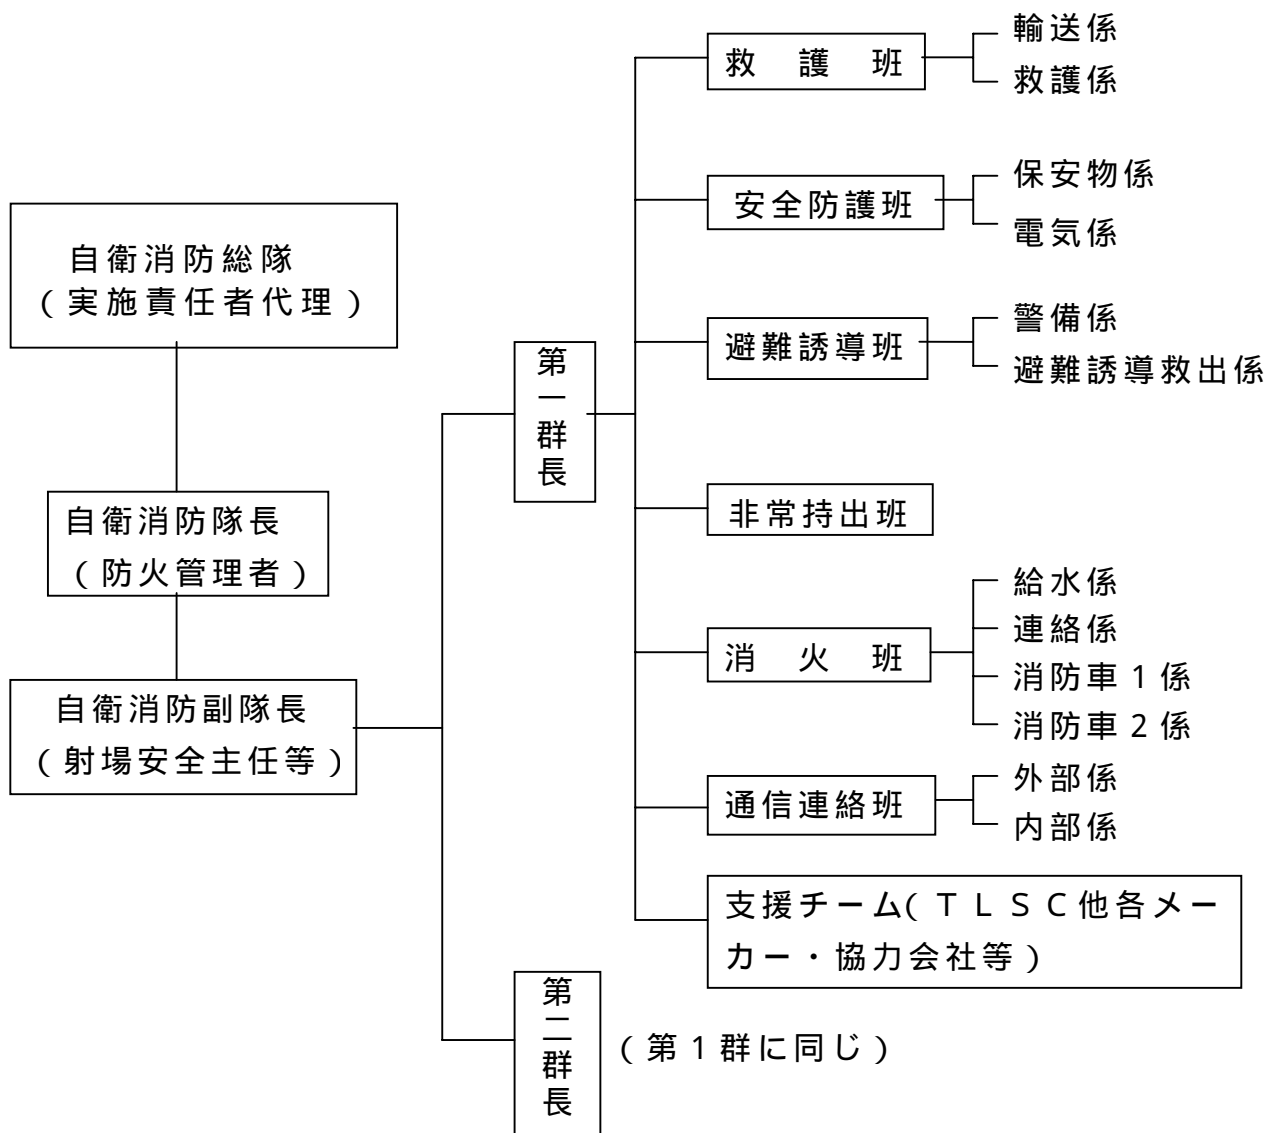 自衛消防総隊
(実施責任者代理)
自衛消防隊長
(防火管理者)
自衛消防副隊長
(射場安全主任等)
第一群長
救護班
輸送係
救護係
安全防護班
保安物係
電気係
避難誘導班
警備係
避難誘導救出係
非常持出班
消火班
給水係
連絡係
消防車1係
消防車2係
通信連絡班
外部係
内部係
支援チーム(TLSC他各メー
カー・協力会社等)
第二群長
(第1群に同じ)